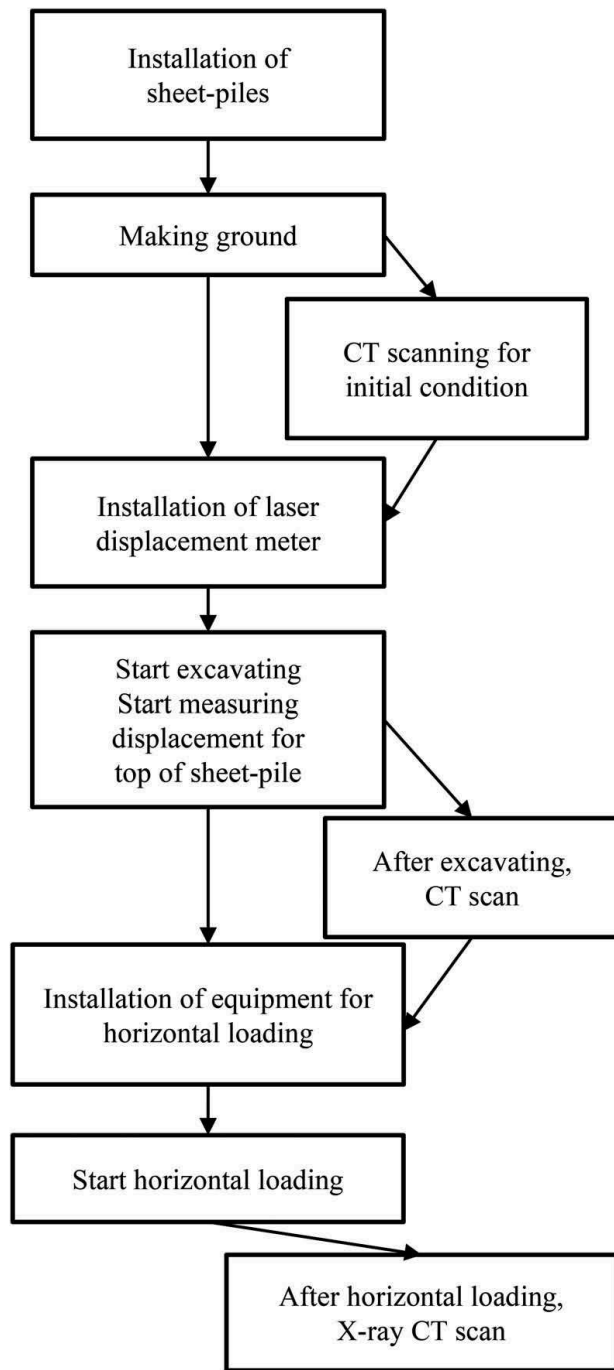 Installation of
sheet-piles
Making ground
CT scanning for
initial condition
Installation of laser
displacement meter
Start excavating
Start measuring
displacement for
top of sheet-pile
After excavating,
CT scan
Installation of equipment for
horizontal loading
Start horizontal loading
After horizontal loading,
X-ray CT scan